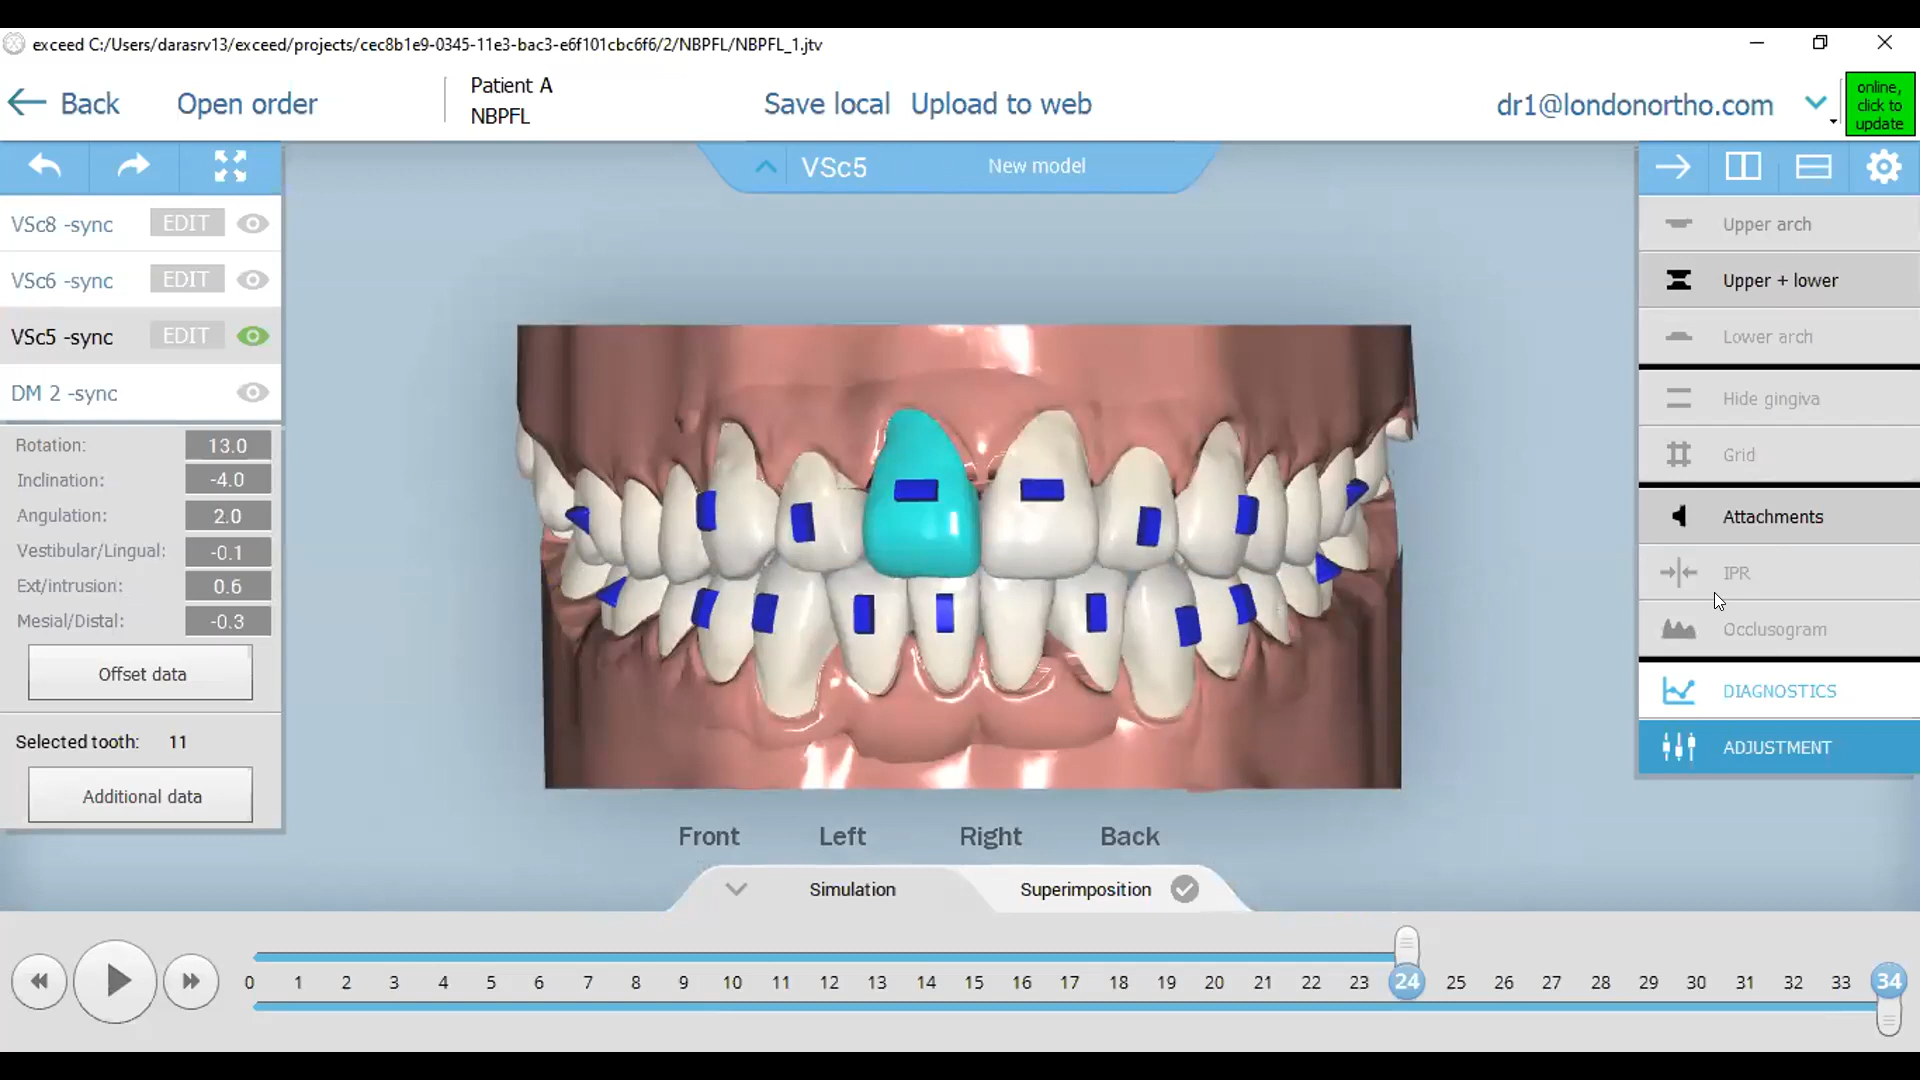 exceed C:/Users/darasrv13/exceed/projects/cec8b1e9-0345-11e3-bac3-e6f101cbc6f6/2/NBPFL/NBPFL_1.jtv
Back
Open order
Patient A
NBPFL
Save local
Upload to web
dr1@londonortho.com
online,
click to
update
VSc5
New model
VSc8 -sync EDIT
VSc6 -sync EDIT
VSc5 -sync EDIT
DM 2 -sync
Rotation: 13.0
Inclination: -4.0
Angulation: 2.0
Vestibular/Lingual: -0.1
Ext/intrusion: 0.6
Mesial/Distal: -0.3
Offset data
Selected tooth: 11
Additional data
Upper arch
Upper + lower
Lower arch
Hide gingiva
Grid
Attachments
IPR
Occlusogram
DIAGNOSTICS
ADJUSTMENT
Front Left Right Back
Simulation
Superimposition
0 1 2 3 4 5 6 7 8 9 10 11 12 13 14 15 16 17 18 19 20 21 22 23 24 25 26 27 28 29 30 31 32 33 34